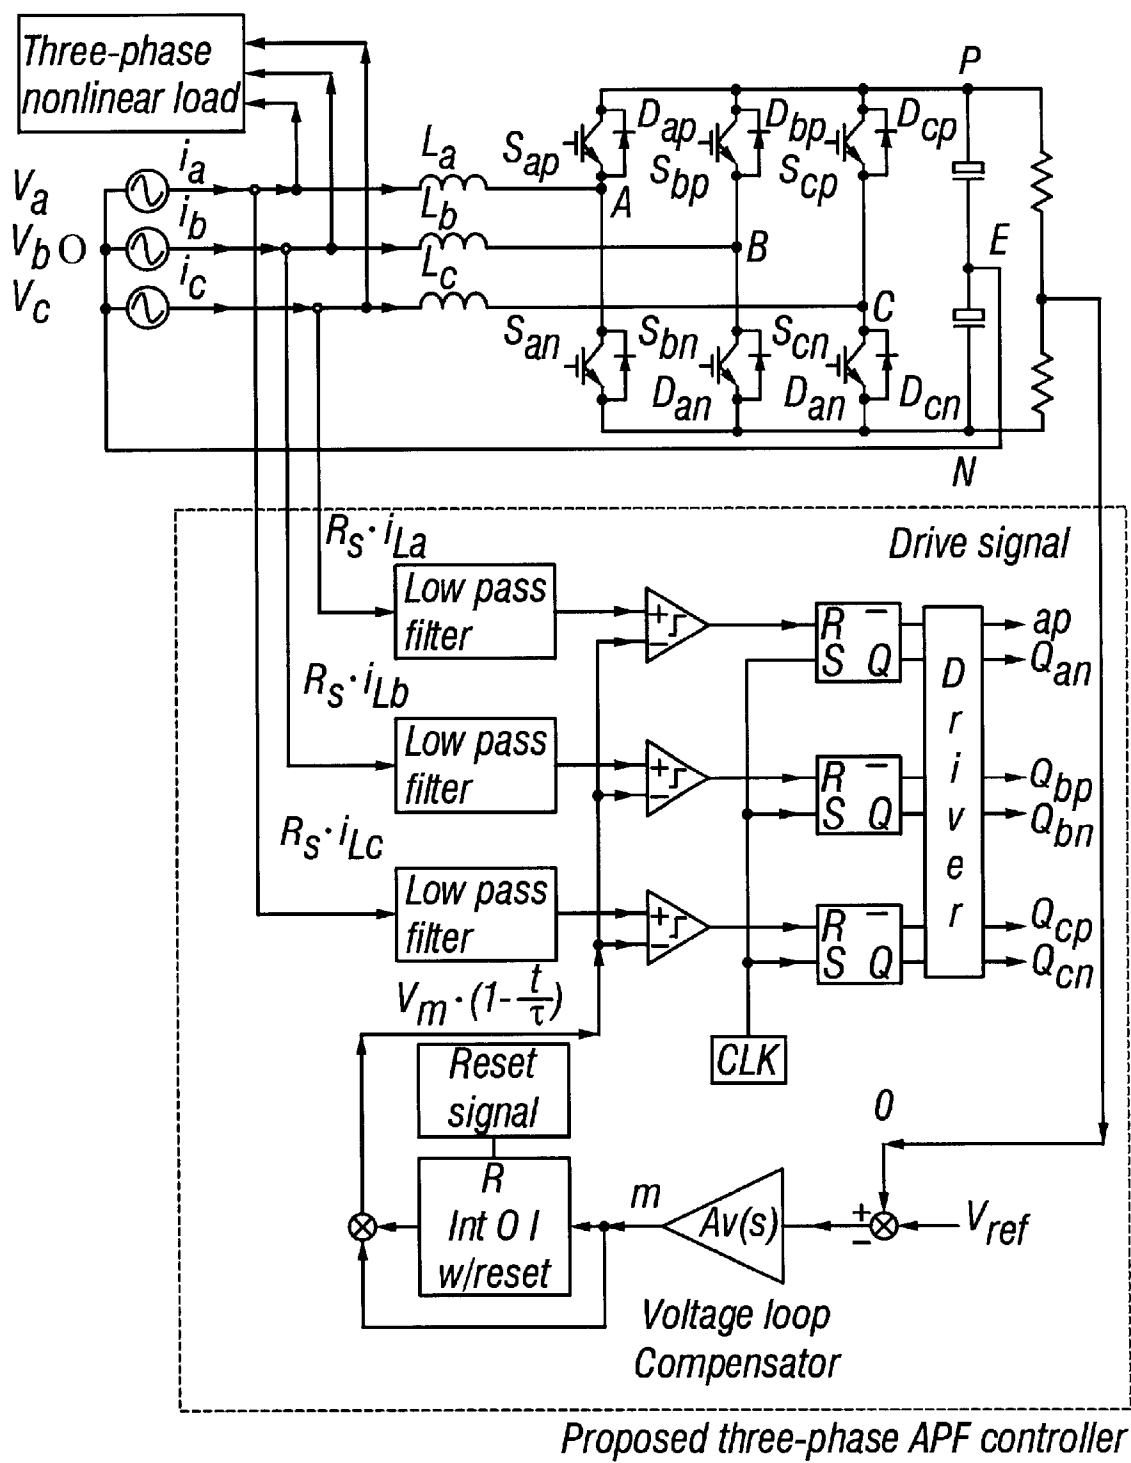 Three-phase
nonlinear load
P
Dap
Dbp
Dcp
Sap
Sbp
Scp
La
ia
Va
A
Lb
ib
E
Vb O
B
Lc
ic
Vc
C
San
Sbn
Scn
Dan
Dan
Dcn
N
Rs·iLa
Drive signal
Low pass
filter
+
−
R −
S Q
ap
Qan
Rs·iLb
Low pass
filter
+
−
R −
S Q
Qbp
Qbn
Driver
Rs·iLc
Low pass
filter
+
−
R −
S Q
Qcp
Qcn
Vm·(1-t/τ)
CLK
Reset
signal
0
R
Int O I
w/reset
m
Av(s)
+
−
Vref
Voltage loop
Compensator
Proposed three-phase APF controller